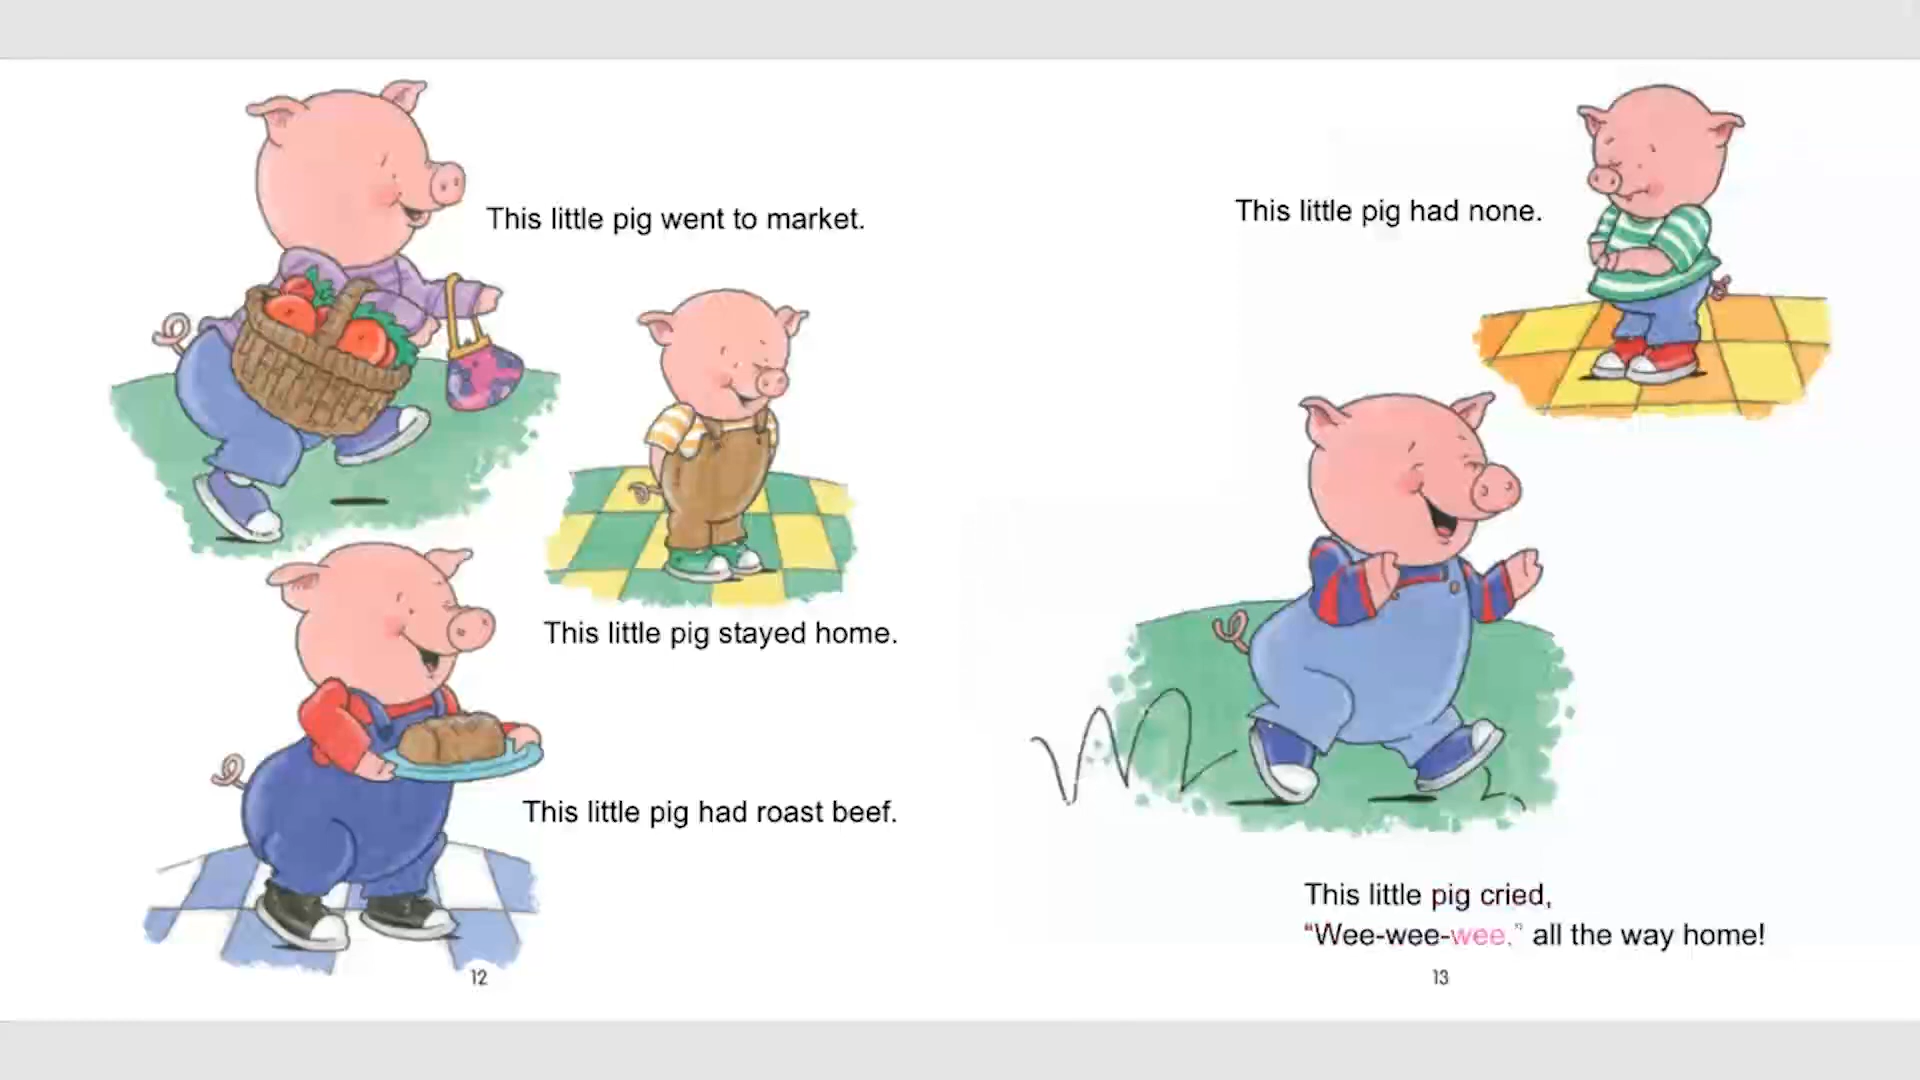 This little pig went to market.
This little pig stayed home.
This little pig had roast beef.
12
This little pig had none.
This little pig cried,
“Wee-wee-wee,” all the way home!
13